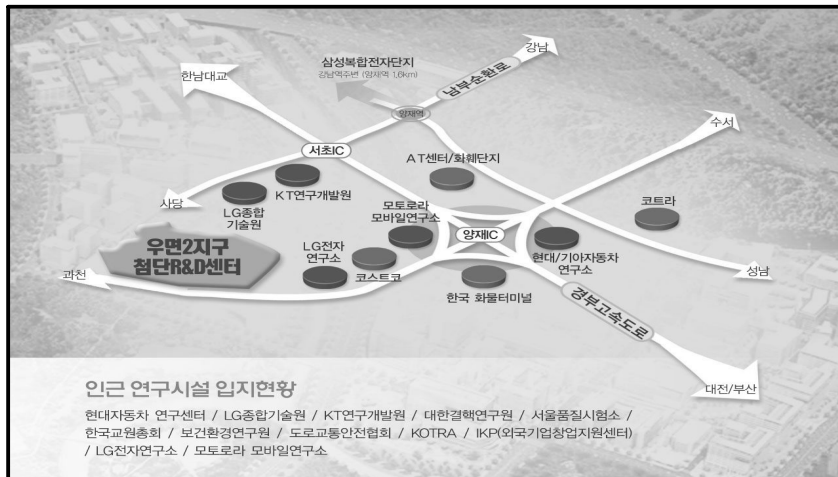 삼성복합전자단지
강남역주변 (양재역 1.6km)
강남
한남대교
남부순환로
양재역
수서
서초IC
AT센터/화훼단지
KT연구개발원
사당
LG종합
기술원
모토로라
모바일연구소
코트라
우면2지구
첨단R&D센터
양재IC
LG전자
연구소
코스트코
현대/기아자동차
연구소
과천
성남
한국 화물터미널
경부고속도로
대전/부산
인근 연구시설 입지현황
현대자동차 연구센터 / LG종합기술원 / KT연구개발원 / 대한결핵연구원 / 서울품질시험소 /
한국교원총회 / 보건환경연구원 / 도로교통안전협회 / KOTRA / IKP(외국기업창업지원센터)
/ LG전자연구소 / 모토로라 모바일연구소